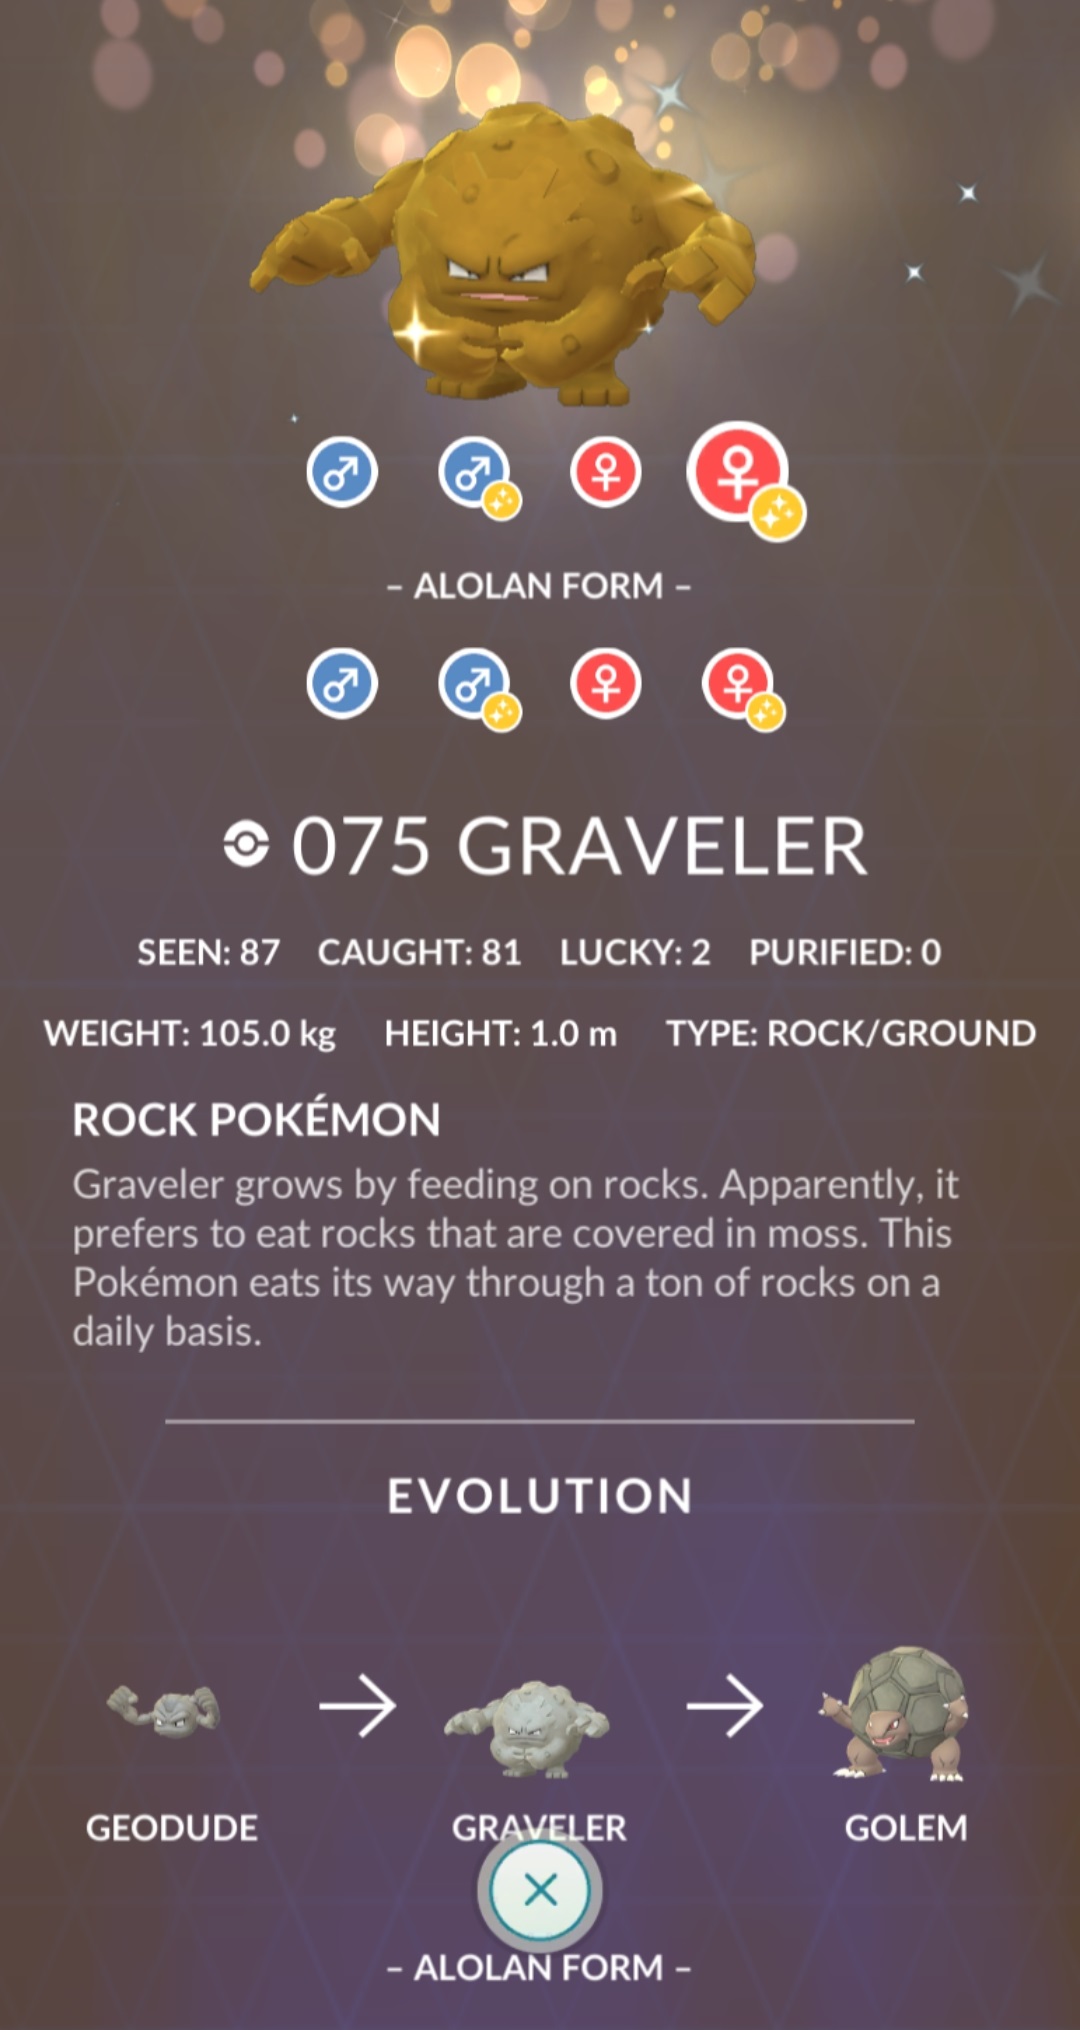 – ALOLAN FORM –
075 GRAVELER
SEEN: 87 CAUGHT: 81 LUCKY: 2 PURIFIED: 0
WEIGHT: 105.0 kg HEIGHT: 1.0 m TYPE: ROCK/GROUND
ROCK POKÉMON
Graveler grows by feeding on rocks. Apparently, it
prefers to eat rocks that are covered in moss. This
Pokémon eats its way through a ton of rocks on a
daily basis.
EVOLUTION
GEODUDE GRAVELER GOLEM
– ALOLAN FORM –